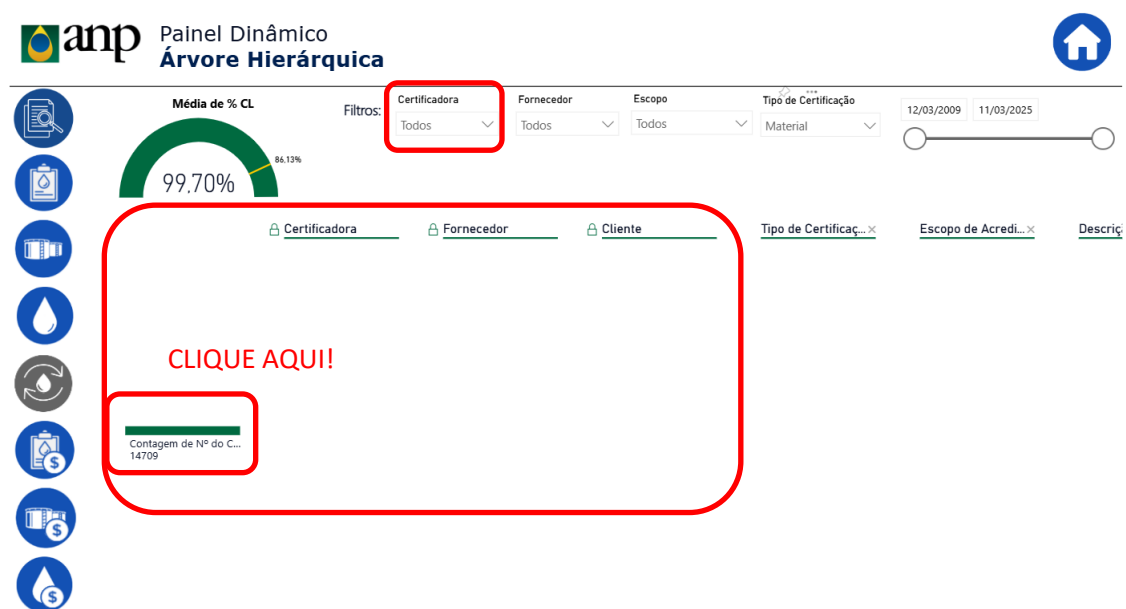 anp
Painel Dinâmico
Árvore Hierárquica
Média de % CL
86.13%
99,70%
Filtros:
Certificadora
Todos
Fornecedor
Todos
Escopo
Todos
Tipo de Certificação
Material
12/03/2009 11/03/2025
Certificadora
Fornecedor
Cliente
Tipo de Certificaç...
Escopo de Acredi...
Descriç
CLIQUE AQUI!
Contagem de Nº do C...
14709
$
$
$